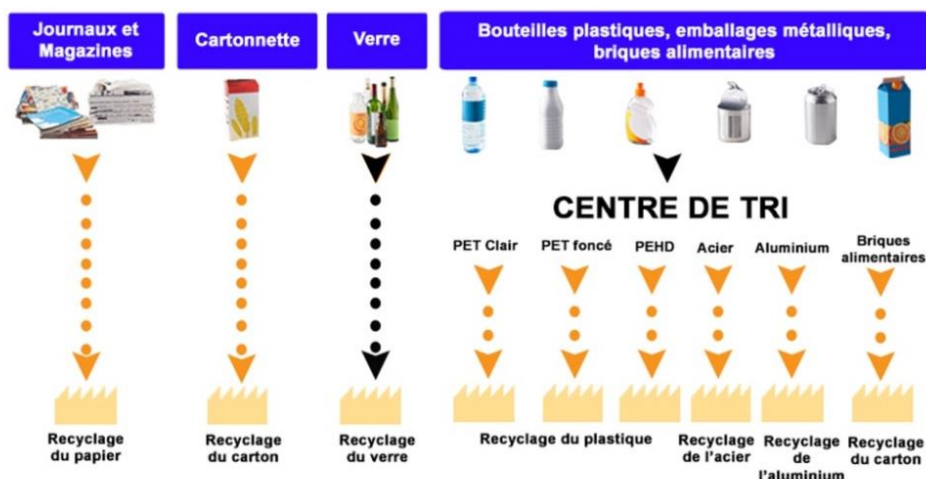 Journaux et
Magazines
Cartonnette
Verre
Bouteilles plastiques, emballages métalliques,
briques alimentaires
CENTRE DE TRI
PET Clair
PET foncé
PEHD
Acier
Aluminium
Briques
alimentaires
Recyclage
du papier
Recyclage
du carton
Recyclage
du verre
Recyclage du plastique
Recyclage
de l'acier
Recyclage
de
l'aluminium
Recyclage
du carton